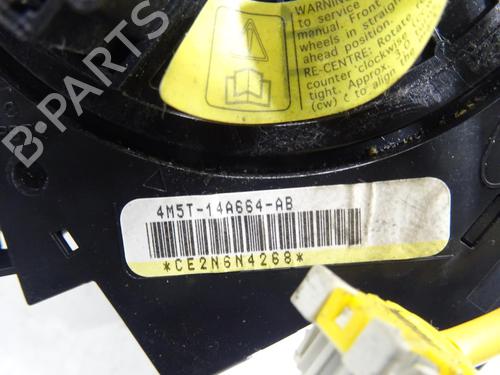 WARNING
to service
manual. Front
wheels in straight
ahead position
RE-CENTRE: Rotate
counter clockwise
tight. Approx.
(cw) to align the
4M5T-14A664-AB
*CE2N6N4268*
B-Parts